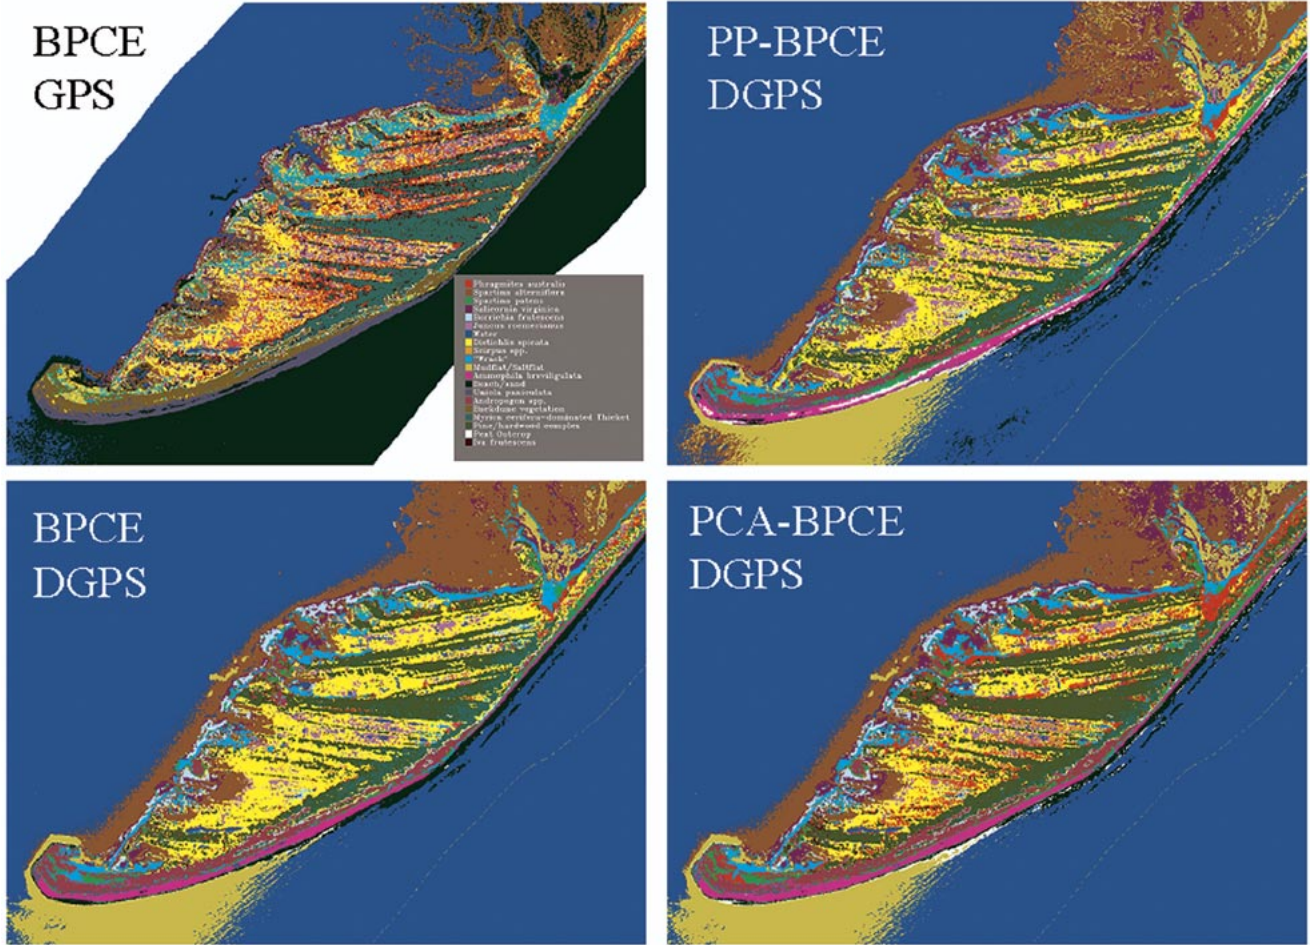 BPCE
GPS
PP-BPCE
DGPS
Phragmites australis
Spartina alterniflora
Spartina patens
Salicornia virginica
Borrichia frutescens
Juncus roemerianus
Water
Distichlis spicata
Scirpus spp.
"Wrack"
Mudflat/Saltflat
Ammophila breviligulata
Beach/sand
Uniola paniculata
Andropogon spp.
Backdune vegetation
Myrica cerifera-dominated Thicket
Pine/hardwood complex
Peat Outcrop
Iva frutescens
BPCE
DGPS
PCA-BPCE
DGPS